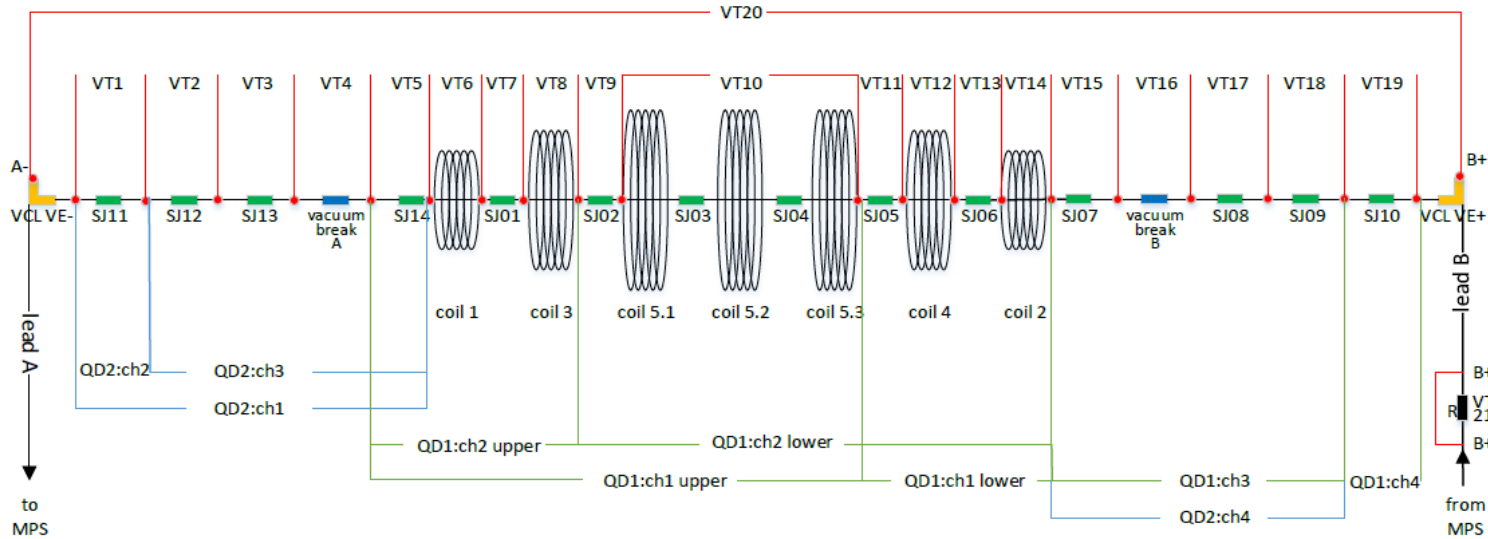 VT20
VT1 VT2 VT3 VT4 VT5 VT6 VT7 VT8 VT9 VT10 VT11 VT12 VT13 VT14 VT15 VT16 VT17 VT18 VT19
A- B+
VCL VE- SJ11 SJ12 SJ13 vacuum SJ14 SJ01 SJ02 SJ03 SJ04 SJ05 SJ06 SJ07 vacuum SJ08 SJ09 SJ10 VCL VE+
break break
A B
lead A lead B
coil 1 coil 3 coil 5.1 coil 5.2 coil 5.3 coil 4 coil 2
QD2:ch2 QD2:ch3 B+
QD2:ch1 R VT
21
QD1:ch2 upper QD1:ch2 lower B+
QD1:ch1 upper QD1:ch1 lower QD1:ch3 QD1:ch4
to QD2:ch4 from
MPS MPS